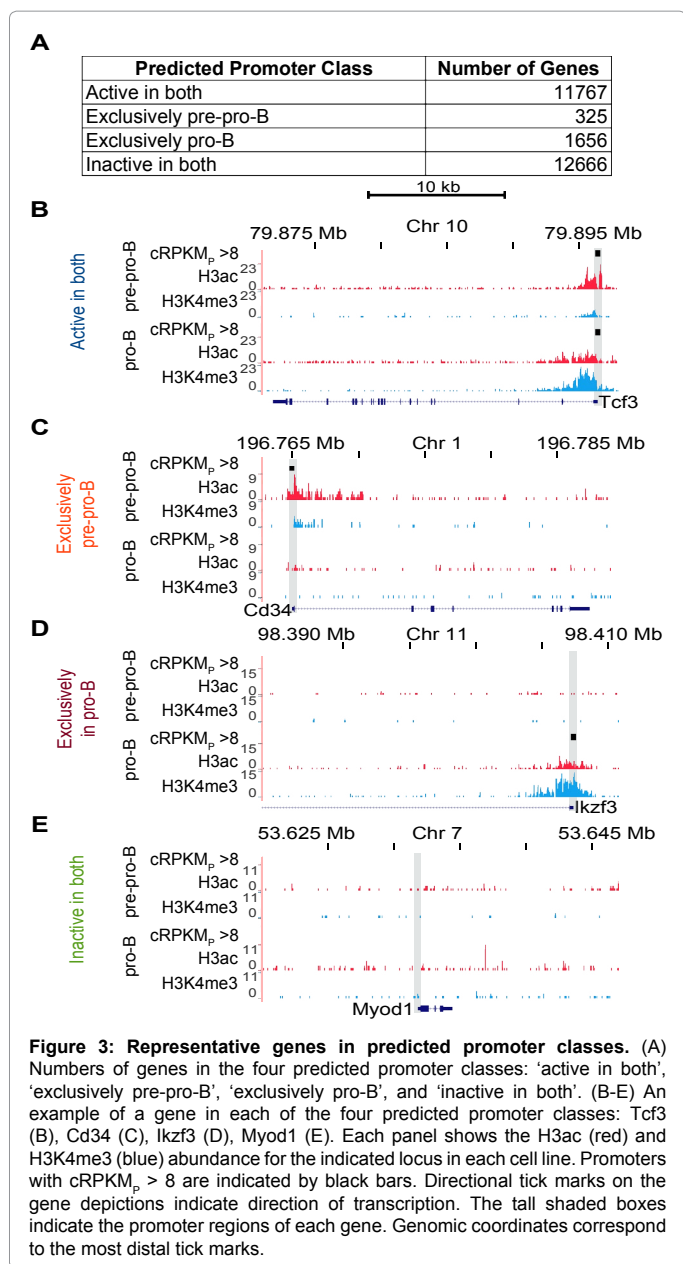 A
Predicted Promoter Class Number of Genes
Active in both 11767
Exclusively pre-pro-B 325
Exclusively pro-B 1656
Inactive in both 12666
10 kb
B
79.875 Mb Chr 10 79.895 Mb
Active in both
pre-pro-B
cRPKMP >8
H3ac 23 0
H3K4me3 23 0
pro-B
cRPKMP >8
H3ac 23 0
H3K4me3 23 0
Tcf3
C
196.765 Mb Chr 1 196.785 Mb
Exclusively
pre-pro-B
pre-pro-B
cRPKMP >8
H3ac 9 0
H3K4me3 9 0
pro-B
cRPKMP >8
H3ac 9 0
H3K4me3 9 0
Cd34
D
98.390 Mb Chr 11 98.410 Mb
Exclusively
in pro-B
pre-pro-B
cRPKMP >8
H3ac 15 0
H3K4me3 15 0
pro-B
cRPKMP >8
H3ac 15 0
H3K4me3 15 0
Ikzf3
E
53.625 Mb Chr 7 53.645 Mb
Inactive in both
pre-pro-B
cRPKMP >8
H3ac 11 0
H3K4me3 11 0
pro-B
cRPKMP >8
H3ac 11 0
H3K4me3 11 0
Myod1
Figure 3: Representative genes in predicted promoter classes. (A)
Numbers of genes in the four predicted promoter classes: ‘active in both’,
‘exclusively pre-pro-B’, ‘exclusively pro-B’, and ‘inactive in both’. (B-E) An
example of a gene in each of the four predicted promoter classes: Tcf3
(B), Cd34 (C), Ikzf3 (D), Myod1 (E). Each panel shows the H3ac (red) and
H3K4me3 (blue) abundance for the indicated locus in each cell line. Promoters
with cRPKMP > 8 are indicated by black bars. Directional tick marks on the
gene depictions indicate direction of transcription. The tall shaded boxes
indicate the promoter regions of each gene. Genomic coordinates correspond
to the most distal tick marks.